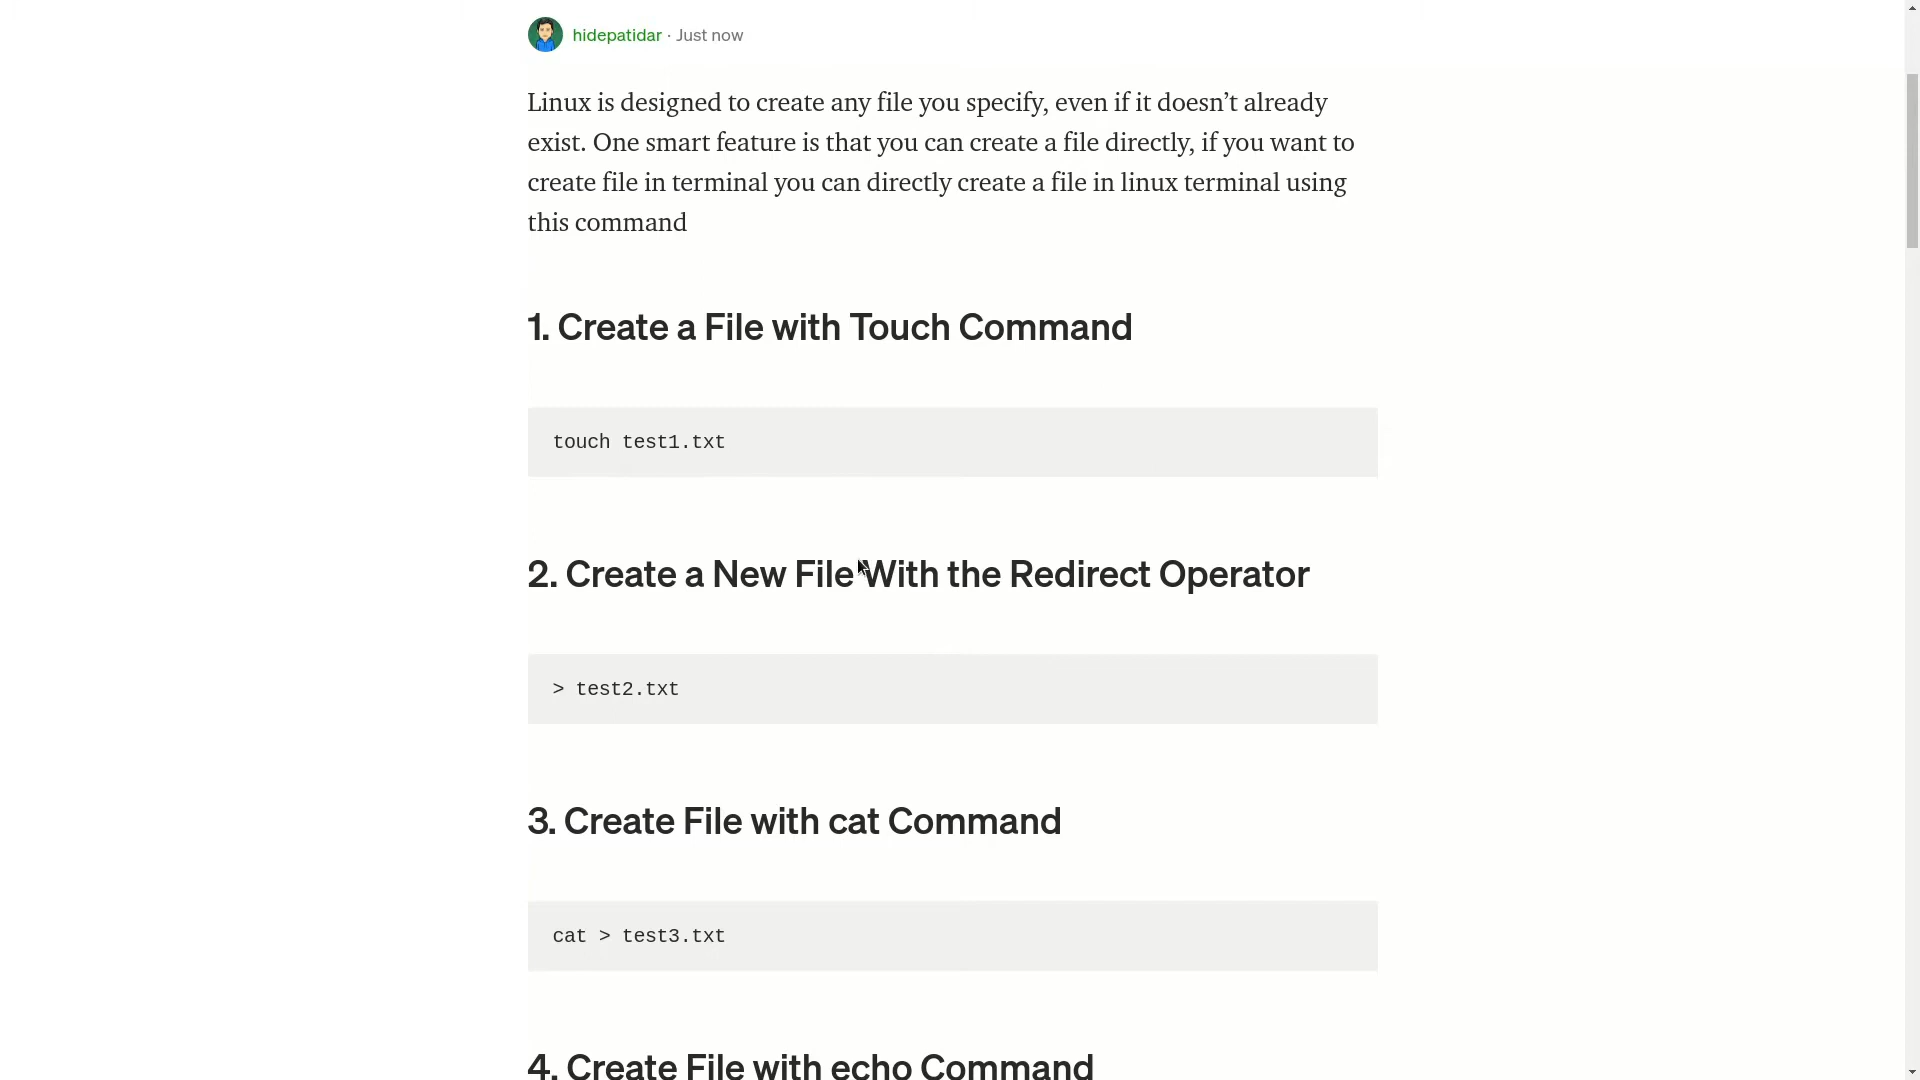 hidepatidar · Just now
Linux is designed to create any file you specify, even if it doesn’t already
exist. One smart feature is that you can create a file directly, if you want to
create file in terminal you can directly create a file in linux terminal using
this command
1. Create a File with Touch Command
touch test1.txt
2. Create a New File With the Redirect Operator
> test2.txt
3. Create File with cat Command
cat > test3.txt
4. Create File with echo Command